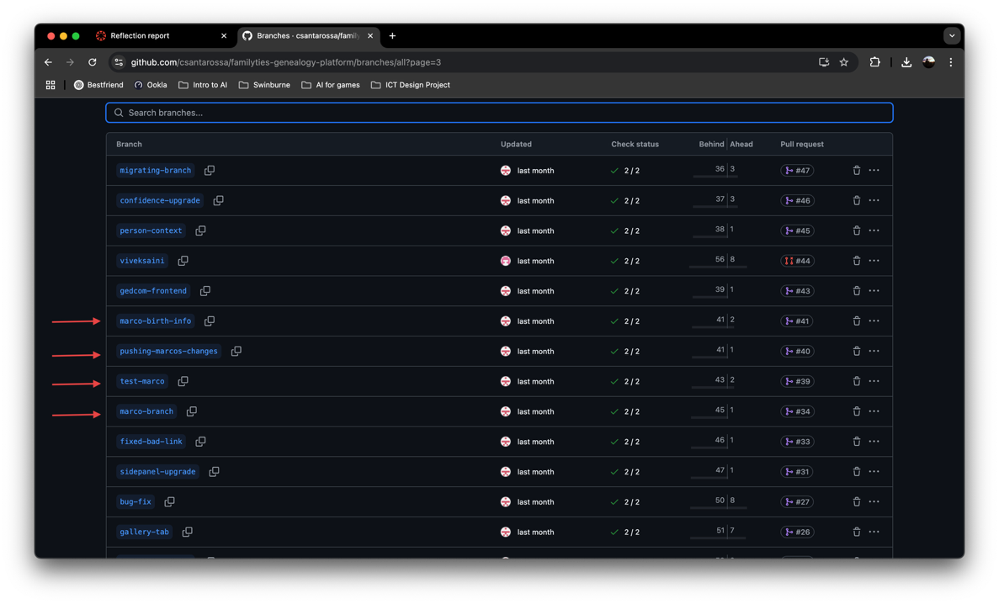 Reflection report
Branches · csantarossa/family
github.com/csantarossa/familyties-genealogy-platform/branches/all?page=3
Bestfriend Ookla Intro to AI Swinburne AI for games ICT Design Project
Search branches...
Branch Updated Check status Behind Ahead Pull request
migrating-branch last month 2 / 2 36 3 #47
confidence-upgrade last month 2 / 2 37 3 #46
person-context last month 2 / 2 38 1 #45
viveksaini last month 2 / 2 56 8 #44
gedcom-frontend last month 2 / 2 39 1 #43
marco-birth-info last month 2 / 2 41 2 #41
pushing-marcos-changes last month 2 / 2 41 1 #40
test-marco last month 2 / 2 43 2 #39
marco-branch last month 2 / 2 45 1 #34
fixed-bad-link last month 2 / 2 46 1 #33
sidepanel-upgrade last month 2 / 2 47 1 #31
bug-fix last month 2 / 2 50 8 #27
gallery-tab last month 2 / 2 51 7 #26